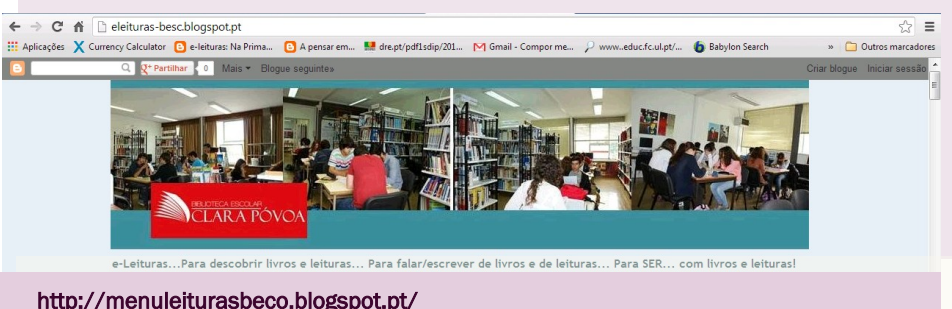 eleituras-besc.blogspot.pt
Aplicações Currency Calculator e-leituras: Na Prima... A pensar em... dre.pt/pdf1sdip/201... Gmail - Compor me... www..educ.fc.ul.pt/... Babylon Search » Outros marcadores
Partilhar 0 Mais Blogue seguinte» Criar blogue Iniciar sessão
BIBLIOTECA ESCOLAR
CLARA PÓVOA
e-Leituras...Para descobrir livros e leituras... Para falar/escrever de livros e de leituras... Para SER... com livros e leituras!
http://menuleiturasbeco.blogspot.pt/